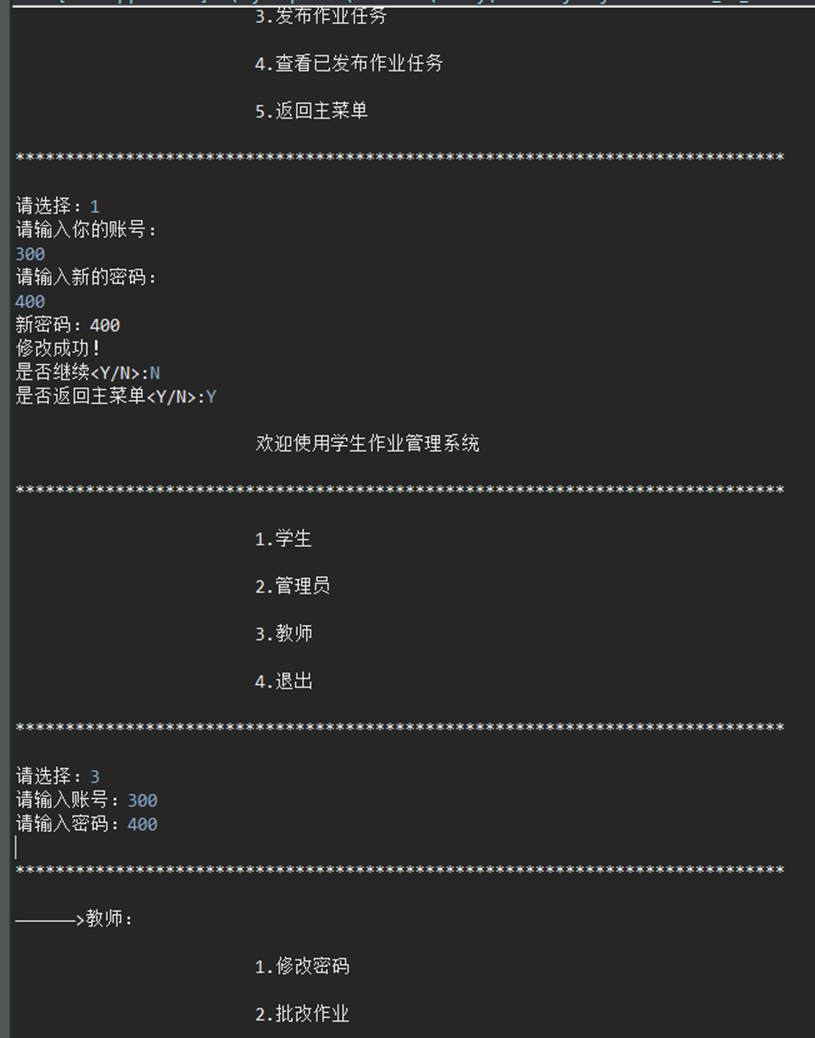 3.发布作业任务
4.查看已发布作业任务
5.返回主菜单
*****************************************************************************
请选择：1
请输入你的账号：
300
请输入新的密码：
400
新密码：400
修改成功！
是否继续<Y/N>:N
是否返回主菜单<Y/N>:Y
欢迎使用学生作业管理系统
*****************************************************************************
1.学生
2.管理员
3.教师
4.退出
*****************************************************************************
请选择：3
请输入账号：300
请输入密码：400
*****************************************************************************
——————>教师：
1.修改密码
2.批改作业